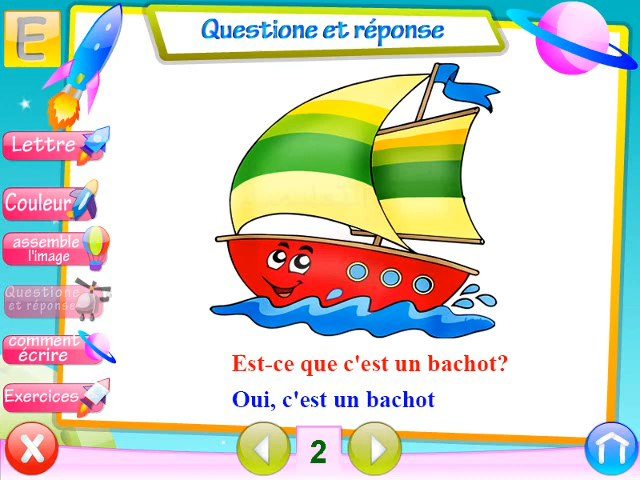 E
Questione et réponse
Lettre
Couleur
assemble
l'image
Questione
et réponse
comment
écrire
Exercices
Est-ce que c'est un bachot?
Oui, c'est un bachot
2